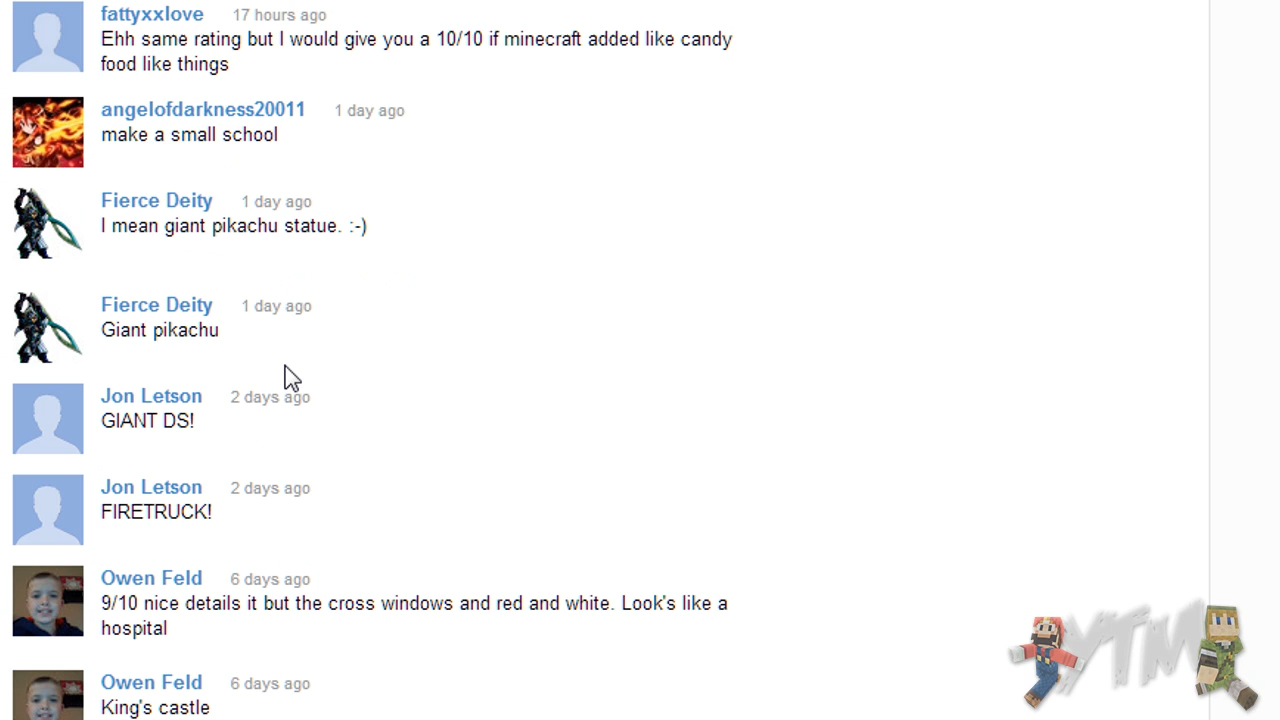 fattyxxlove 17 hours ago
Ehh same rating but I would give you a 10/10 if minecraft added like candy
food like things
angelofdarkness20011 1 day ago
make a small school
Fierce Deity 1 day ago
I mean giant pikachu statue. :-)
Fierce Deity 1 day ago
Giant pikachu
Jon Letson 2 days ago
GIANT DS!
Jon Letson 2 days ago
FIRETRUCK!
Owen Feld 6 days ago
9/10 nice details it but the cross windows and red and white. Look's like a
hospital
Owen Feld 6 days ago
King's castle
YTM